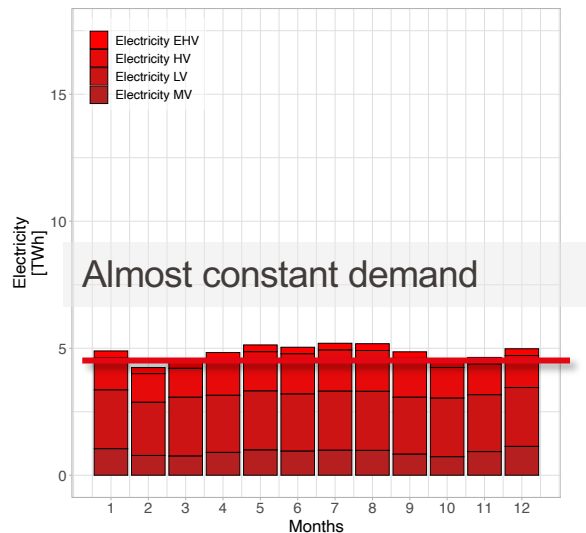 Electricity EHV
Electricity HV
Electricity LV
Electricity MV
15
10
5
0
Electricity
[TWh]
Almost constant demand
1 2 3 4 5 6 7 8 9 10 11 12
Months